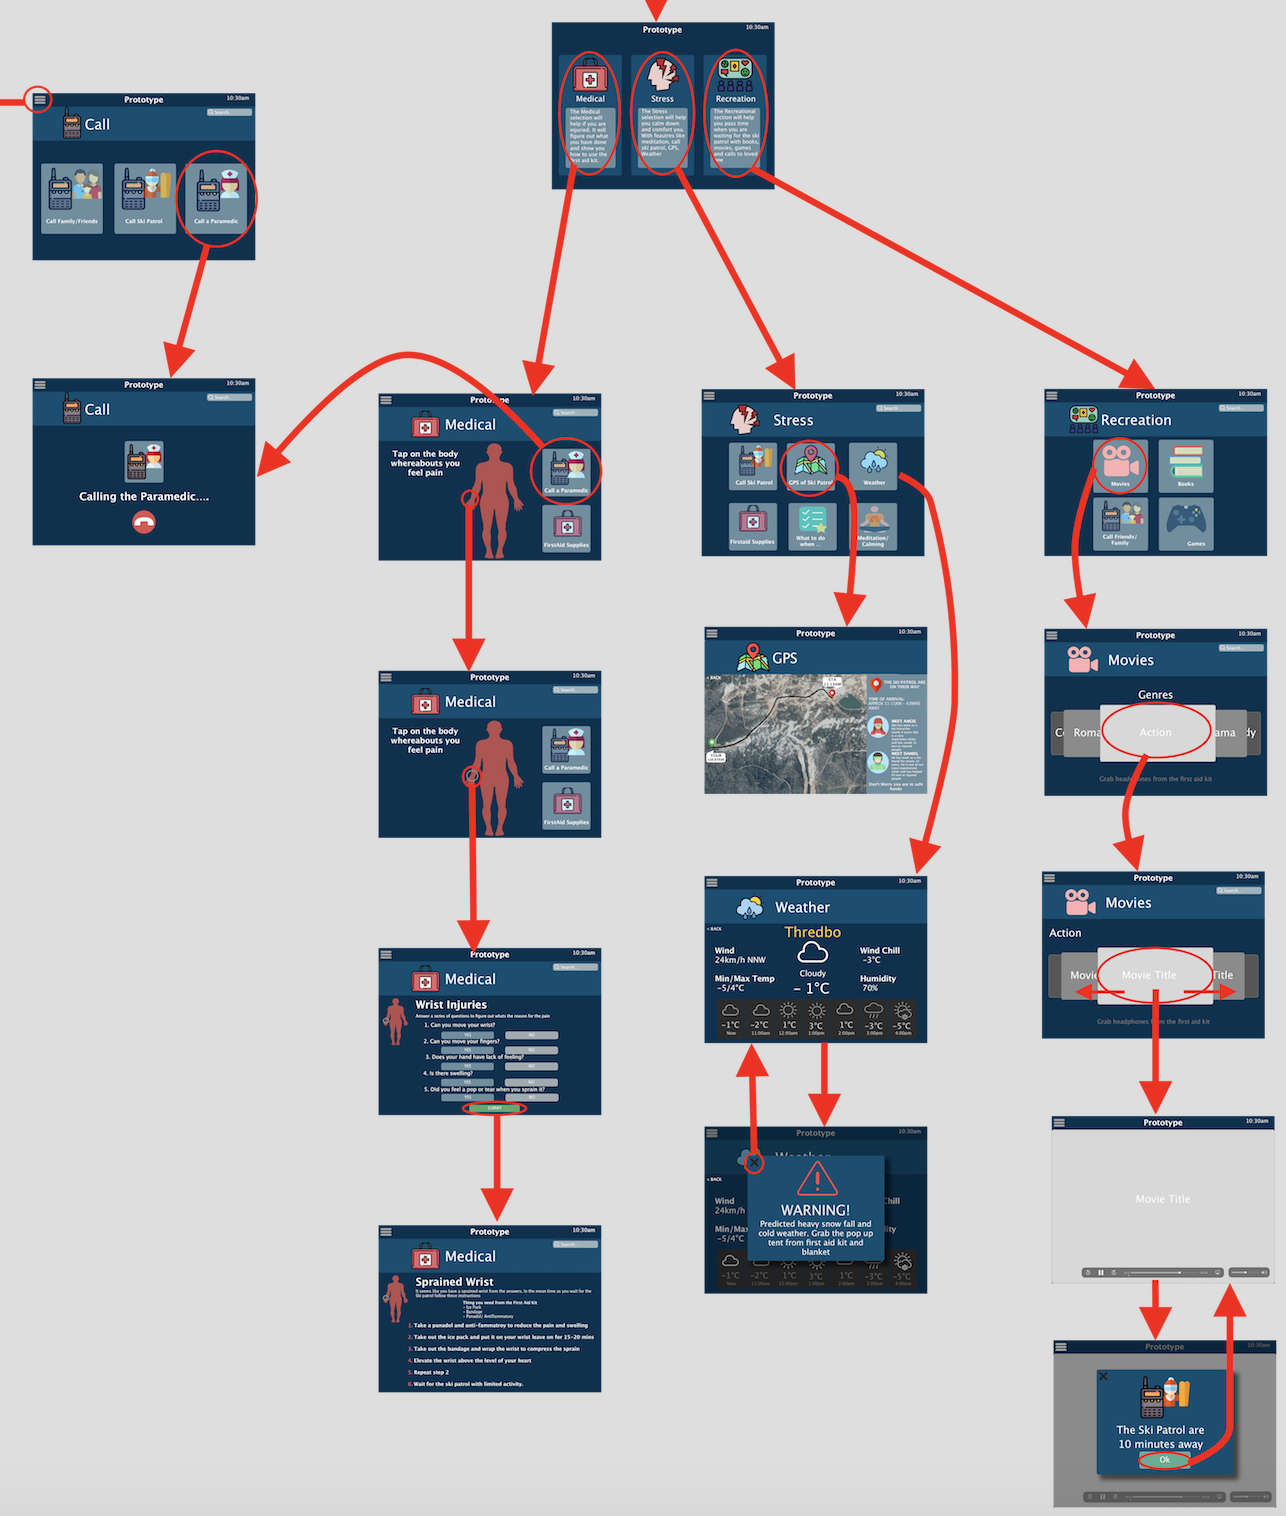 Prototype
10:30am
Medical
The Medical
selection will
help if you are
injured. It will
figure out what
you have done
and show you
how to use the
first aid kit.
Stress
The Stress
selection will help
you calm down
and comfort you.
With feautres like
meditation, call
ski patrol, GPS,
Weather
Recreation
The Recreational
section will help
you pass time
when you are
waiting for the ski
patrol with books,
movies, games
and calls to loved
one
Prototype
10:30am
Search...
Call
Call Family/Friends
Call Ski Patrol
Call a Paramedic
Prototype
10:30am
Search...
Call
Calling the Paramedic....
Prototype
10:30am
Search...
Medical
Tap on the body
whereabouts you
feel pain
Call a Paramedic
FirstAid Supplies
Prototype
10:30am
Search...
Stress
Call Ski Patrol
GPS of Ski Patrol
Weather
Firstaid Supplies
What to do
when ...
Meditation/
Calming
Prototype
10:30am
Search...
Recreation
Movies
Books
Call Friends/
Family
Games
Prototype
10:30am
Search...
Medical
Tap on the body
whereabouts you
feel pain
Call a Paramedic
FirstAid Supplies
Prototype
10:30am
GPS
< BACK
ETA
11:13AM
YOUR
LOCATION
THE SKI PATROL ARE
ON THEIR WAY
TIME OF ARRIVAL:
AWAY
MEET ANGIE
MEET DANIEL
Don't Worry you are in safe
hands
Prototype
10:30am
Search...
Movies
Genres
Roma
Action
ama
dy
Grab headphones from the first aid kit
Prototype
10:30am
Search...
Medical
Wrist Injuries
Answer a series of questions to figure out whats the reason for the pain
1. Can you move your wrist?
YES
NO
2. Can you move your fingers?
YES
NO
3. Does your hand have lack of feeling?
YES
NO
4. Is there swelling?
YES
NO
5. Did you feel a pop or tear when you sprain it?
YES
NO
SUBMIT
Prototype
10:30am
Weather
< BACK
Thredbo
Wind
24km/h NNW
Min/Max Temp
-5/4°C
Cloudy
- 1°C
Wind Chill
-3°C
Humidity
70%
-1°C
-2°C
1°C
3°C
1°C
-3°C
-5°C
Now
11:00am
12:00pm
1:00pm
2:00pm
3:00pm
4:00pm
Prototype
10:30am
Search...
Movies
Action
Movie
Movie Title
Title
Grab headphones from the first aid kit
Prototype
10:30am
Search...
Medical
Sprained Wrist
It seems like you have a sprained wrist from the answers, In the mean time as you wait for the
Ski patrol follow these instructions
Thing you need from the First Aid Kit
- Ice Pack
- Bandage
- Panadol/ Antiflammatory
1. Take a panadol and anti-fammatroy to reduce the pain and swelling
2. Take out the ice pack and put it on your wrist leave on for 15-20 mins
3. Take out the bandage and wrap the wrist to compress the sprain
4. Elevate the wrist above the level of your heart
5. Repeat step 2
6. Wait for the ski patrol with limited activity.
Prototype
10:30am
Weather
< BACK
Wind
24km/h
Min/Max
-5/4°C
Chill
ity
WARNING!
Predicted heavy snow fall and
cold weather. Grab the pop up
tent from first aid kit and
blanket
-1°C
-2°C
1°C
3°C
1°C
-3°C
-5°C
Now
11:00am
12:00pm
1:00pm
2:00pm
3:00pm
4:00pm
Prototype
10:30am
Movie Title
Prototype
10:30am
The Ski Patrol are
10 minutes away
Ok